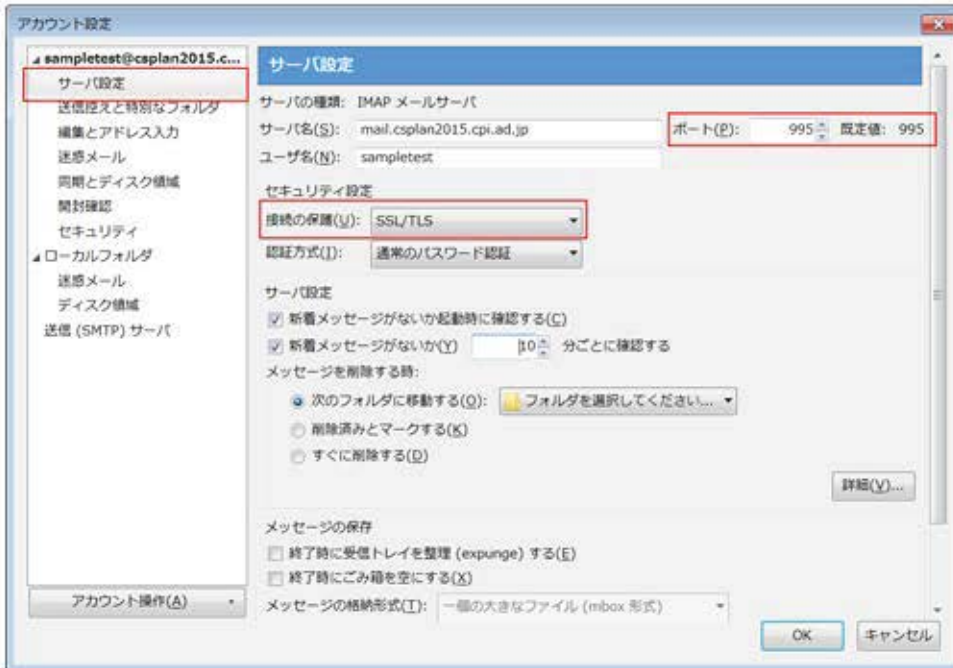 アカウント設定
sampletest@csplan2015.c...
サーバ設定
送信控えと特別なフォルダ
編集とアドレス入力
迷惑メール
同期とディスク領域
開封確認
セキュリティ
ローカルフォルダ
迷惑メール
ディスク領域
送信 (SMTP) サーバ
アカウント操作(A)
サーバ設定
サーバの種類: IMAP メールサーバ
サーバ名(S): mail.csplan2015.cpi.ad.jp ポート(P): 995 既定値: 995
ユーザ名(N): sampletest
セキュリティ設定
接続の保護(U): SSL/TLS
認証方式(I): 通常のパスワード認証
サーバ設定
新着メッセージがないか起動時に確認する(C)
新着メッセージがないか(Y) 10 分ごとに確認する
メッセージを削除する時:
次のフォルダに移動する(O): フォルダを選択してください...
削除済みとマークする(K)
すぐに削除する(D)
詳細(V)...
メッセージの保存
終了時に受信トレイを整理 (expunge) する(E)
終了時にごみ箱を空にする(X)
メッセージの格納形式(T): 一個の大きなファイル (mbox 形式)
OK キャンセル